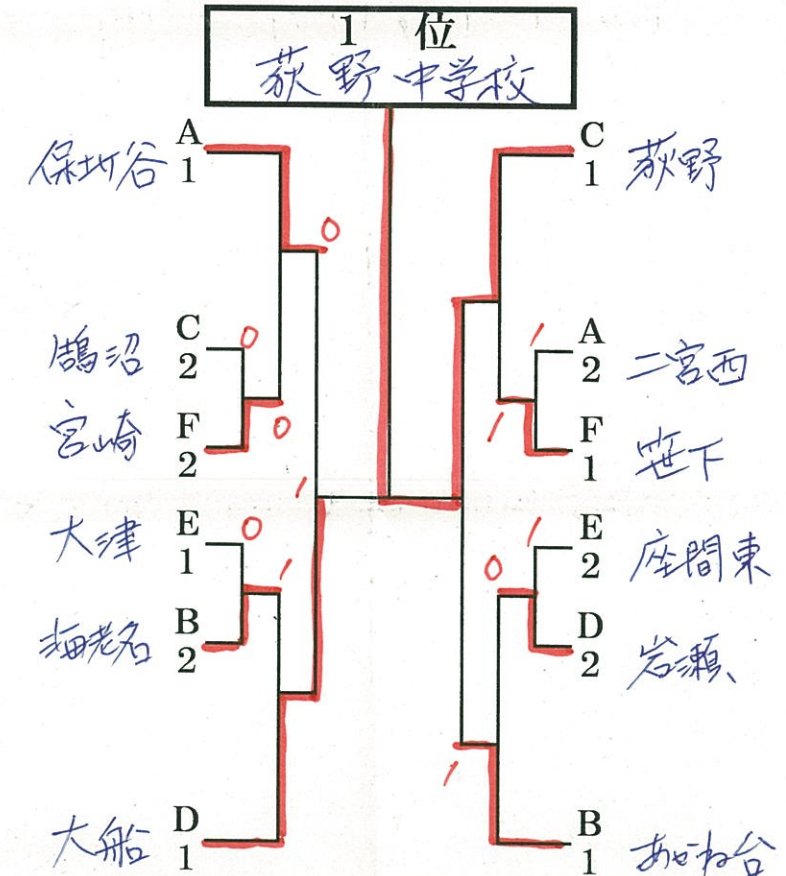 1 位
荻野中学校
保土ケ谷 A 1
C 1 荻野
0
鵠沼 C 2
0
A 2 二宮西
1
宮崎 F 2
0
F 1 笹下
1
1
大津 E 1
0
E 2 座間東
1
1
0
海老名 B 2
D 2 岩瀬
1
大船 D 1
B 1 あかね台